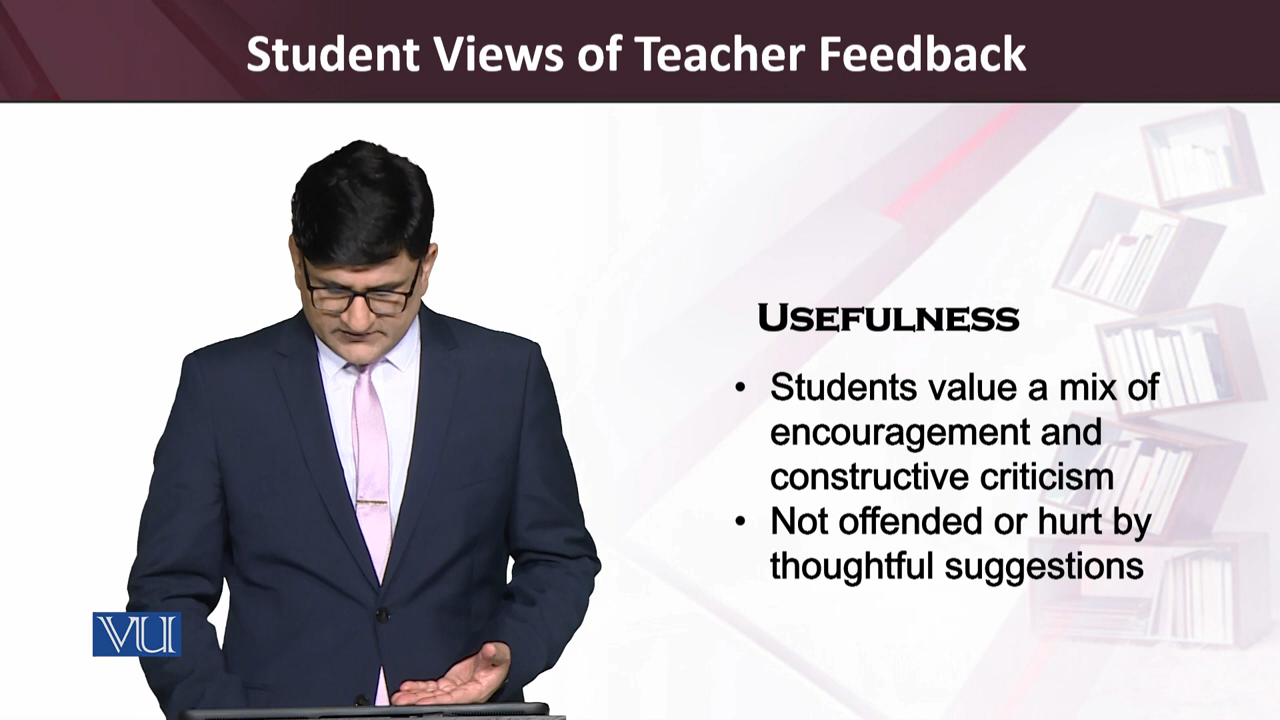 Student Views of Teacher Feedback
USEFULNESS
• Students value a mix of
encouragement and
constructive criticism
• Not offended or hurt by
thoughtful suggestions
VU